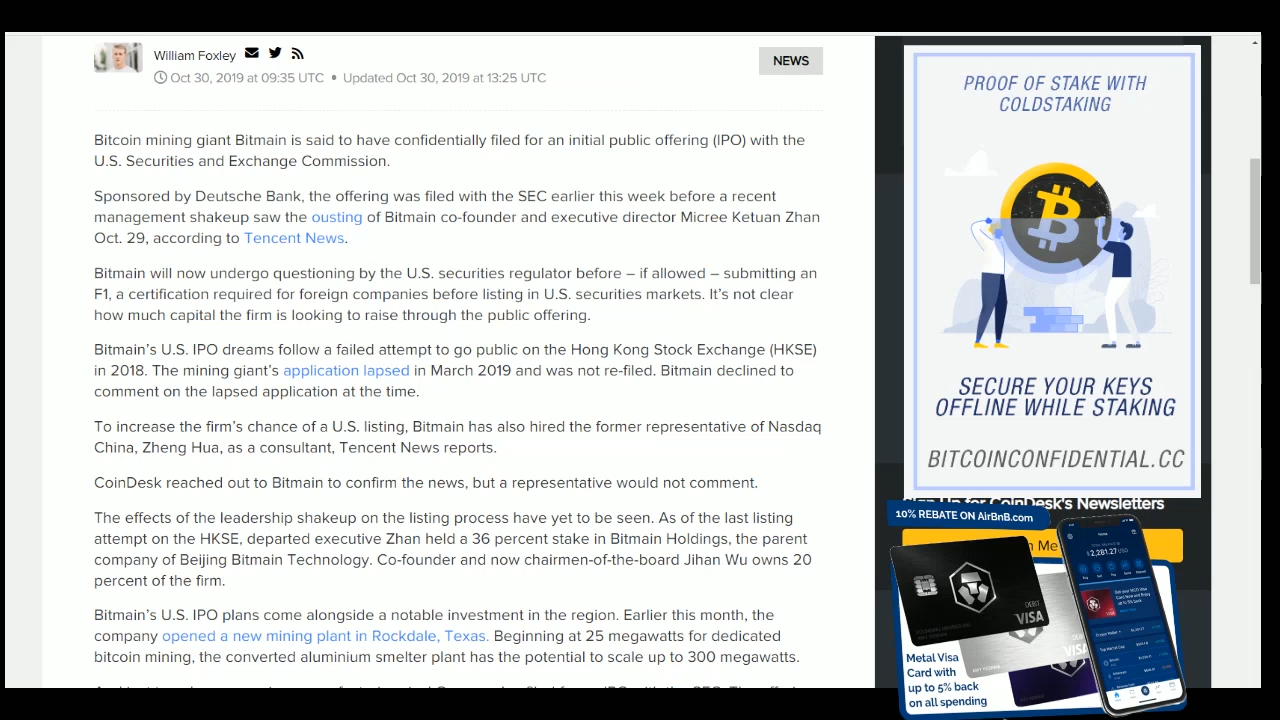 William Foxley
Oct 30, 2019 at 09:35 UTC • Updated Oct 30, 2019 at 13:25 UTC
NEWS
Bitcoin mining giant Bitmain is said to have confidentially filed for an initial public offering (IPO) with the
U.S. Securities and Exchange Commission.
Sponsored by Deutsche Bank, the offering was filed with the SEC earlier this week before a recent
management shakeup saw the ousting of Bitmain co-founder and executive director Micree Ketuan Zhan
Oct. 29, according to Tencent News.
Bitmain will now undergo questioning by the U.S. securities regulator before – if allowed – submitting an
F1, a certification required for foreign companies before listing in U.S. securities markets. It's not clear
how much capital the firm is looking to raise through the public offering.
Bitmain's U.S. IPO dreams follow a failed attempt to go public on the Hong Kong Stock Exchange (HKSE)
in 2018. The mining giant's application lapsed in March 2019 and was not re-filed. Bitmain declined to
comment on the lapsed application at the time.
To increase the firm's chance of a U.S. listing, Bitmain has also hired the former representative of Nasdaq
China, Zheng Hua, as a consultant, Tencent News reports.
CoinDesk reached out to Bitmain to confirm the news, but a representative would not comment.
The effects of the leadership shakeup on the listing process have yet to be seen. As of the last listing
attempt on the HKSE, departed executive Zhan held a 36 percent stake in Bitmain Holdings, the parent
company of Beijing Bitmain Technology. Co-founder and now chairmen-of-the-board Jihan Wu owns 20
percent of the firm.
Bitmain's U.S. IPO plans come alongside a notable investment in the region. Earlier this month, the
company opened a new mining plant in Rockdale, Texas. Beginning at 25 megawatts for dedicated
bitcoin mining, the converted aluminium smelter plant has the potential to scale up to 300 megawatts.
PROOF OF STAKE WITH
COLDSTAKING
SECURE YOUR KEYS
OFFLINE WHILE STAKING
BITCOINCONFIDENTIAL.CC
Sign Up for CoinDesk's Newsletters
10% REBATE ON AirBnB.com
Me
$2,281.27 USD
DEBIT
VISA
Metal Visa
Card with
up to 5% back
on all spending